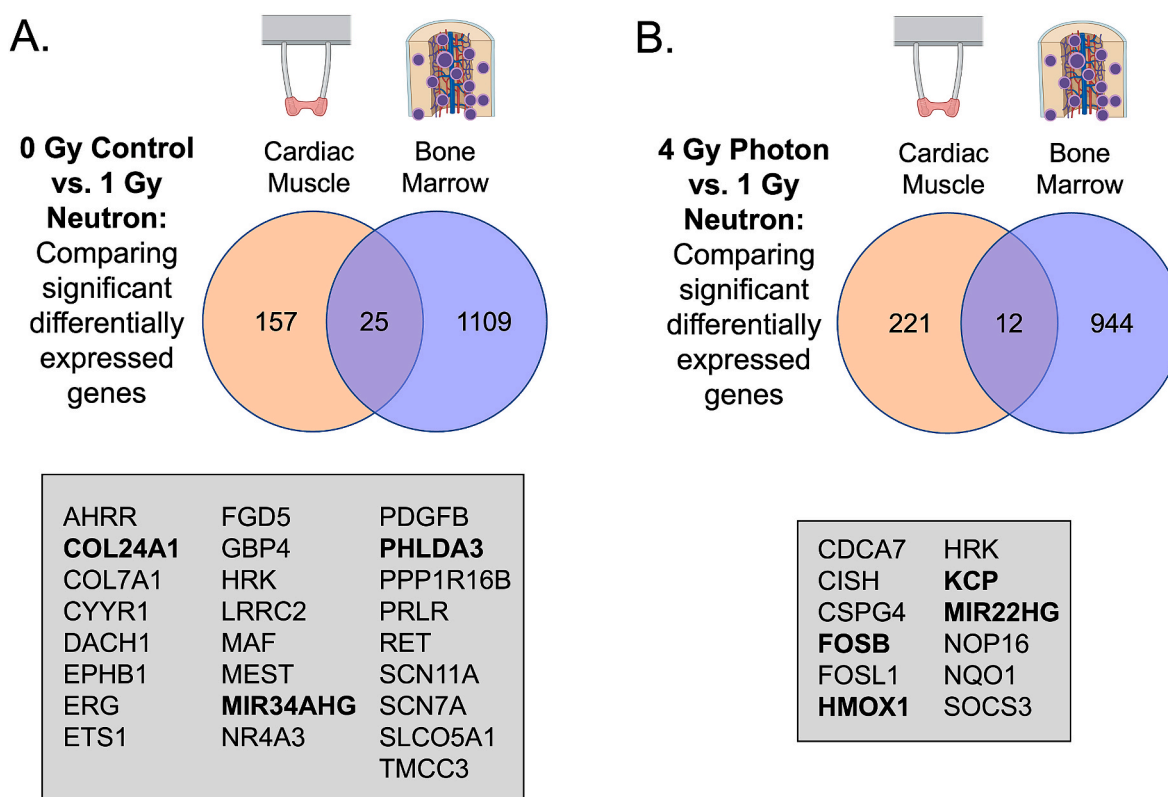 A.
Cardiac
Muscle
Bone
Marrow
0 Gy Control
vs. 1 Gy
Neutron:
Comparing
significant
differentially
expressed
genes
157
25
1109
AHRR
COL24A1
COL7A1
CYYR1
DACH1
EPHB1
ERG
ETS1
FGD5
GBP4
HRK
LRRC2
MAF
MEST
MIR34AHG
NR4A3
PDGFB
PHLDA3
PPP1R16B
PRLR
RET
SCN11A
SCN7A
SLCO5A1
TMCC3
B.
Cardiac
Muscle
Bone
Marrow
4 Gy Photon
vs. 1 Gy
Neutron:
Comparing
significant
differentially
expressed
genes
221
12
944
CDCA7
CISH
CSPG4
FOSB
FOSL1
HMOX1
HRK
KCP
MIR22HG
NOP16
NQO1
SOCS3